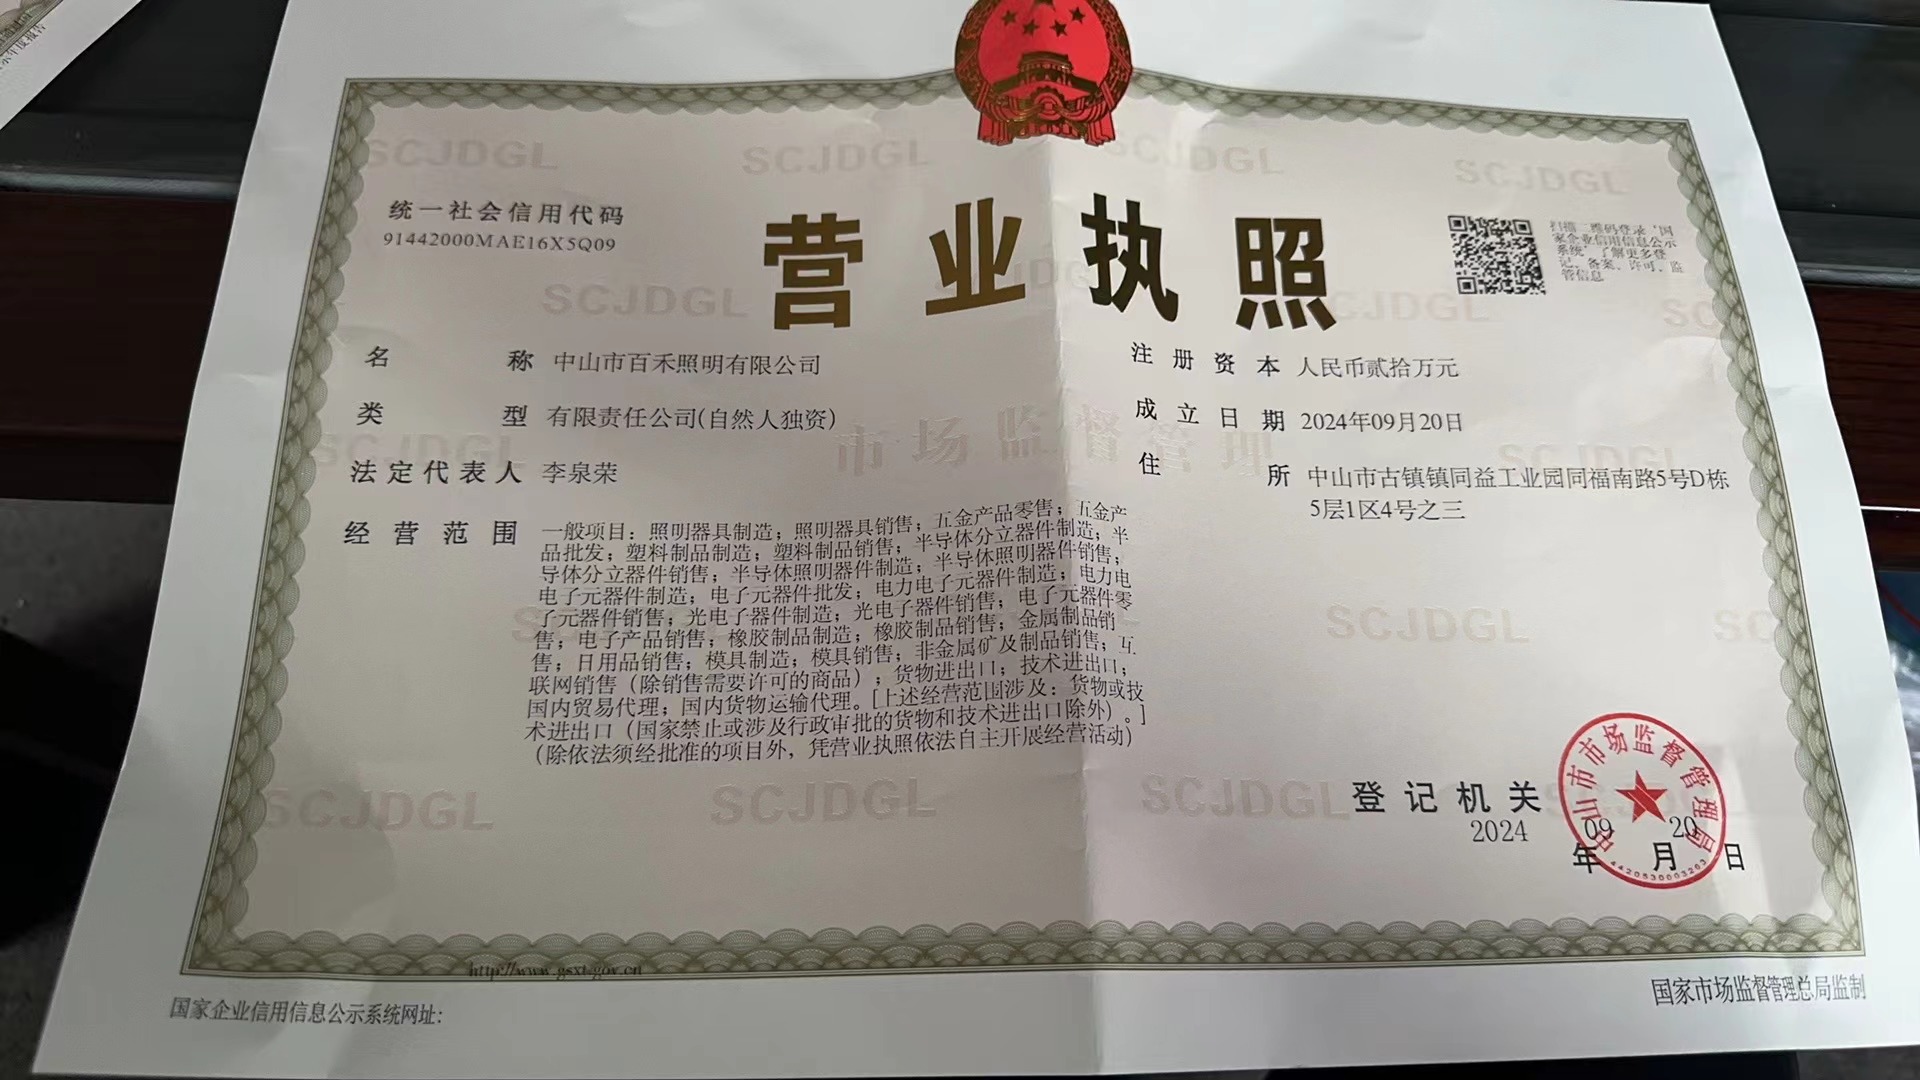 统一社会信用代码
91442000MAE16X5Q09
营业执照
扫描二维码登录‘国
家企业信用信息公示
系统’了解更多登
记、备案、许可、监
管信息
名称 中山市百禾照明有限公司
类型 有限责任公司(自然人独资)
法定代表人 李泉荣
经营范围 一般项目：照明器具制造；照明器具销售；五金产品零售；五金产
品批发；塑料制品制造；塑料制品销售；半导体分立器件制造；半
导体分立器件销售；半导体照明器件制造；半导体照明器件销售；
电子元器件制造；电子元器件批发；电力电子元器件制造；电力电
子元器件销售；光电子器件制造；光电子器件销售；电子元器件零
售；电子产品销售；橡胶制品制造；橡胶制品销售；金属制品销
售；日用品销售；模具制造；模具销售；非金属矿及制品销售；互
联网销售（除销售需要许可的商品）；货物进出口；技术进出口；
国内贸易代理；国内货物运输代理。[上述经营范围涉及：货物或技
术进出口（国家禁止或涉及行政审批的货物和技术进出口除外）。]
（除依法须经批准的项目外，凭营业执照依法自主开展经营活动）
注册资本 人民币贰拾万元
成立日期 2024年09月20日
住所 中山市古镇镇同益工业园同福南路5号D栋
5层1区4号之三
登记机关
中山市市场监督管理局
4420530003263
2024年09月20日
http://www.gsxt.gov.cn
国家企业信用信息公示系统网址：
国家市场监督管理总局监制
SCJDGL
市场监督管理